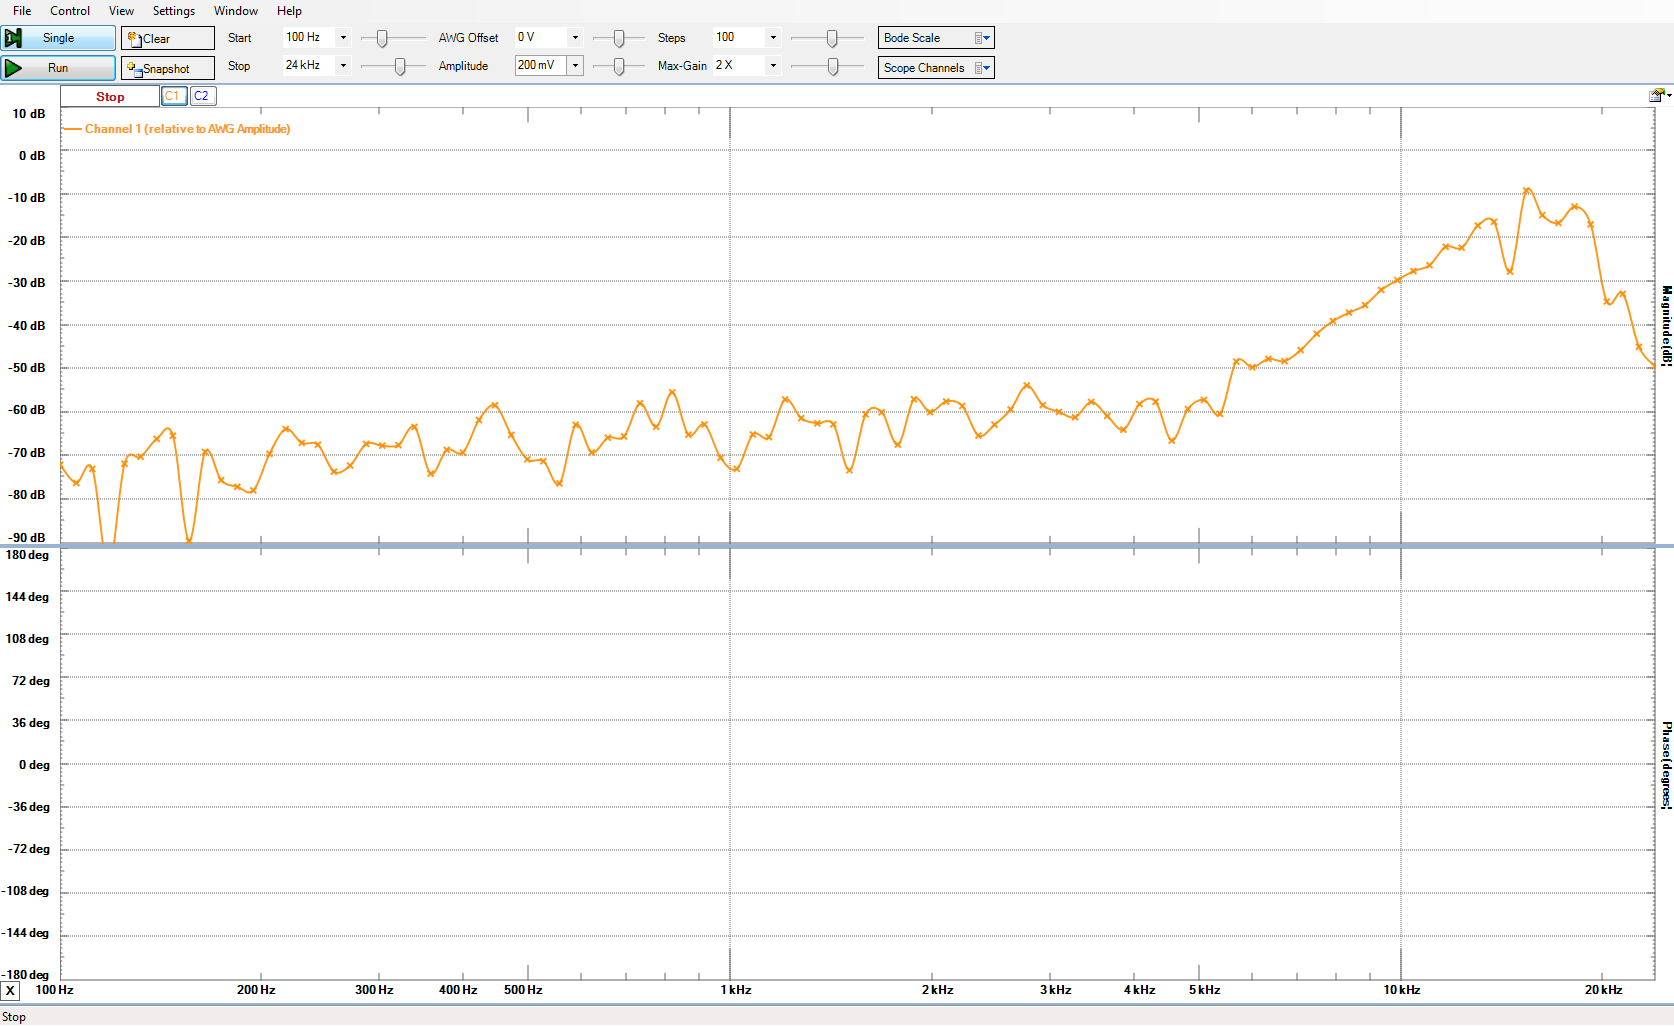 File Control View Settings Window Help
Single Clear Start 100 Hz AWG Offset 0 V Steps 100 Bode Scale
Run Snapshot Stop 24 kHz Amplitude 200 mV Max-Gain 2 X Scope Channels
Stop C1 C2
Channel 1 (relative to AWG Amplitude)
10 dB
0 dB
-10 dB
-20 dB
-30 dB
-40 dB
-50 dB
-60 dB
-70 dB
-80 dB
-90 dB
Magnitude(dB)
180 deg
144 deg
108 deg
72 deg
36 deg
0 deg
-36 deg
-72 deg
-108 deg
-144 deg
-180 deg
Phase(degrees)
X 100 Hz 200 Hz 300 Hz 400 Hz 500 Hz 1 kHz 2 kHz 3 kHz 4 kHz 5 kHz 10 kHz 20 kHz
Stop